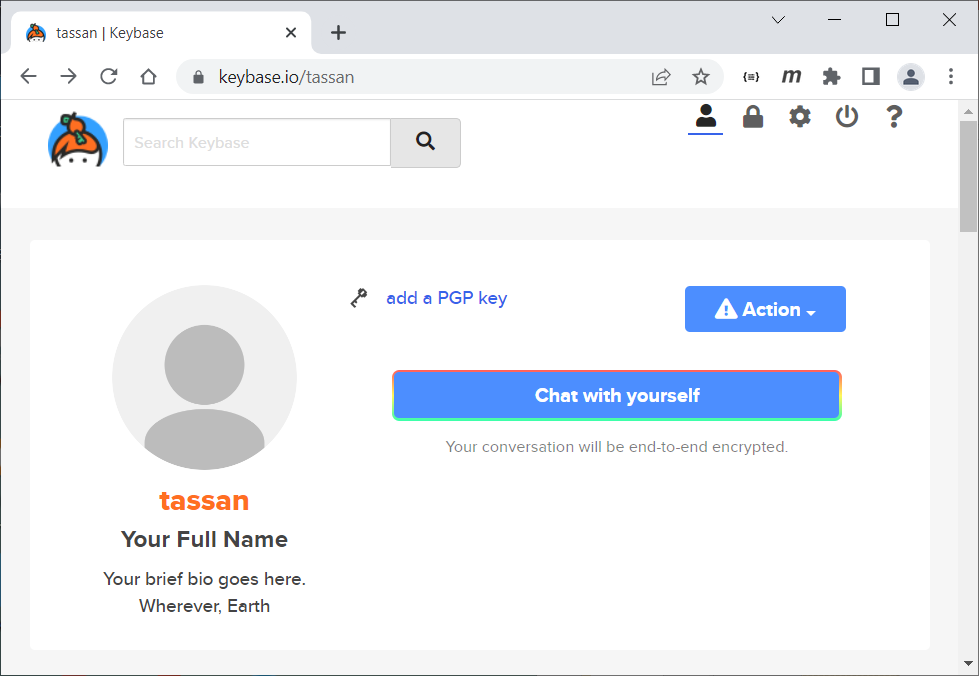 tassan | Keybase
keybase.io/tassan
Search Keybase
add a PGP key
Action
Chat with yourself
Your conversation will be end-to-end encrypted.
tassan
Your Full Name
Your brief bio goes here.
Wherever, Earth